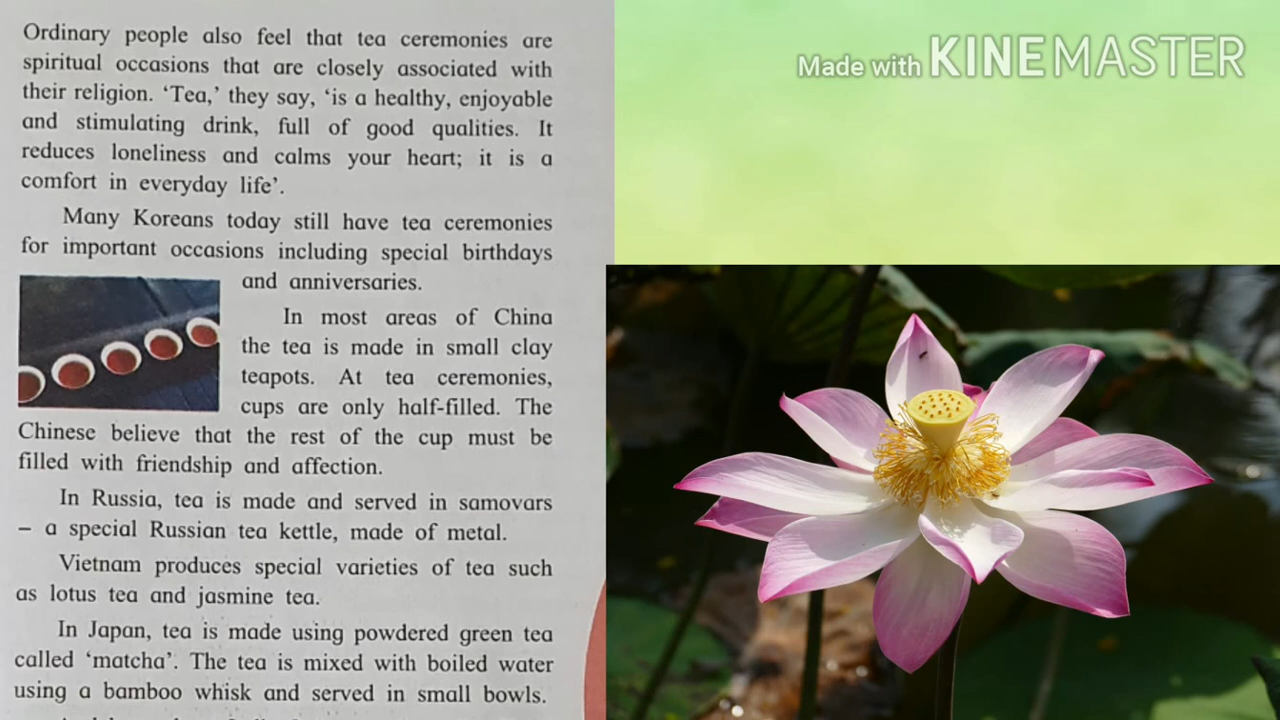 Ordinary people also feel that tea ceremonies are
spiritual occasions that are closely associated with
their religion. ‘Tea,’ they say, ‘is a healthy, enjoyable
and stimulating drink, full of good qualities. It
reduces loneliness and calms your heart; it is a
comfort in everyday life’.
Many Koreans today still have tea ceremonies
for important occasions including special birthdays
and anniversaries.
In most areas of China
the tea is made in small clay
teapots. At tea ceremonies,
cups are only half-filled. The
Chinese believe that the rest of the cup must be
filled with friendship and affection.
In Russia, tea is made and served in samovars
– a special Russian tea kettle, made of metal.
Vietnam produces special varieties of tea such
as lotus tea and jasmine tea.
In Japan, tea is made using powdered green tea
called ‘matcha’. The tea is mixed with boiled water
using a bamboo whisk and served in small bowls.
Made with KINEMASTER